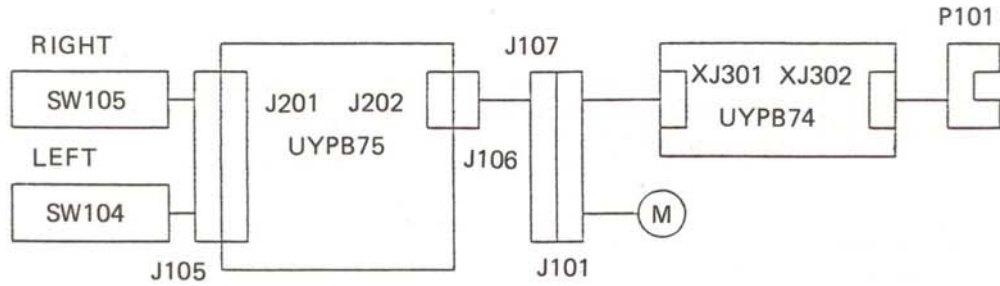 P101
RIGHT
J107
SW105
J201 J202
XJ301 XJ302
UYPB75
UYPB74
LEFT
J106
SW104
M
J105
J101